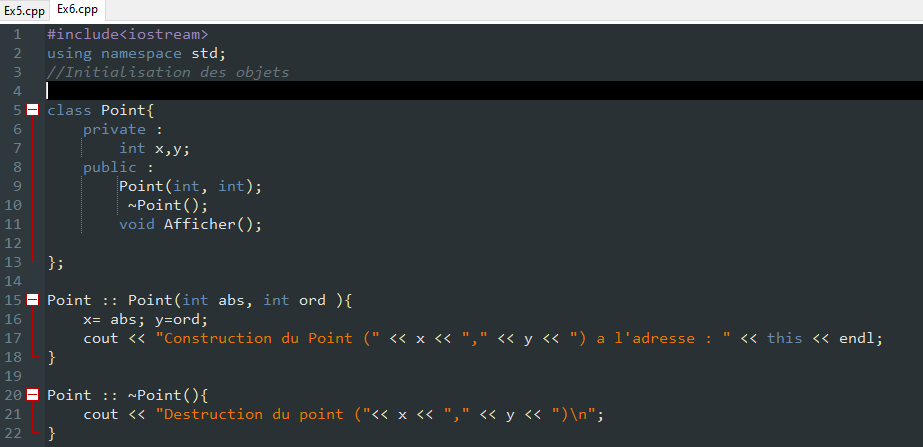 Ex5.cpp Ex6.cpp
1 #include<iostream>
2 using namespace std;
3 //Initialisation des objets
4
5 class Point{
6 private :
7 int x,y;
8 public :
9 Point(int, int);
10 ~Point();
11 void Afficher();
12
13 };
14
15 Point :: Point(int abs, int ord ){
16 x= abs; y=ord;
17 cout << "Construction du Point (" << x << "," << y << ") a l'adresse : " << this << endl;
18 }
19
20 Point :: ~Point(){
21 cout << "Destruction du point ("<< x << "," << y << ")\n";
22 }